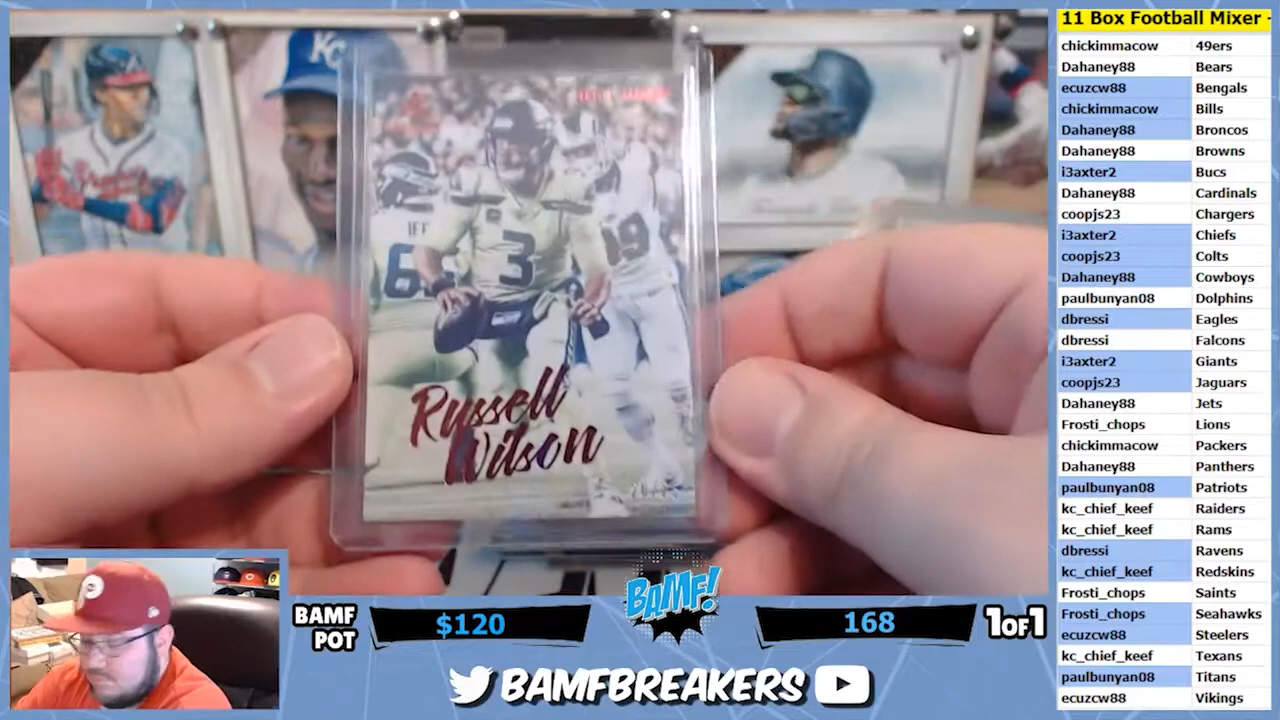 11 Box Football Mixer -
chickimmacow 49ers
Dahaney88 Bears
ecuzcw88 Bengals
chickimmacow Bills
Dahaney88 Broncos
Dahaney88 Browns
i3axter2 Bucs
Dahaney88 Cardinals
coopjs23 Chargers
i3axter2 Chiefs
coopjs23 Colts
Dahaney88 Cowboys
paulbunyan08 Dolphins
dbressi Eagles
dbressi Falcons
i3axter2 Giants
coopjs23 Jaguars
Dahaney88 Jets
Frosti_chops Lions
chickimmacow Packers
Dahaney88 Panthers
paulbunyan08 Patriots
kc_chief_keef Raiders
kc_chief_keef Rams
dbressi Ravens
kc_chief_keef Redskins
Frosti_chops Saints
Frosti_chops Seahawks
ecuzcw88 Steelers
kc_chief_keef Texans
paulbunyan08 Titans
ecuzcw88 Vikings
KC
Braves
3
19
6
Russell
Wilson
P
BAMF
POT
$120
BAMF!
168
1OF1
BAMFBREAKERS